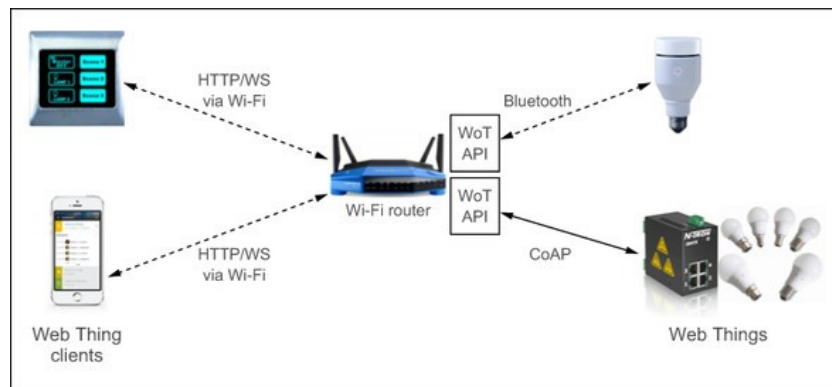 HTTP/WS
via Wi-Fi
Bluetooth
WoT
API
Wi-Fi router
WoT
API
HTTP/WS
via Wi-Fi
CoAP
Web Thing
clients
Web Things